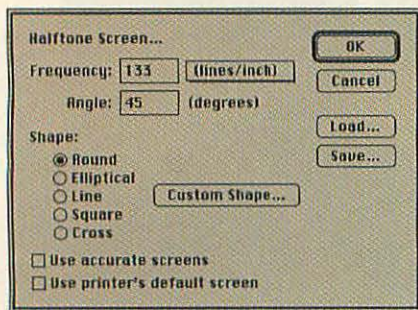 Halftone Screen...
OK
Frequency: 133 (lines/inch)
Cancel
Angle: 45 (degrees)
Load...
Shape:
Save...
Round
Elliptical
Line
Custom Shape...
Square
Cross
Use accurate screens
Use printer's default screen